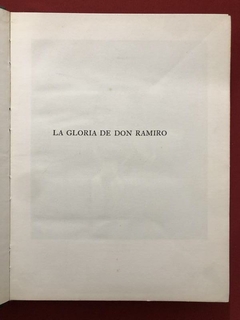 LA GLORIA DE DON RAMIRO